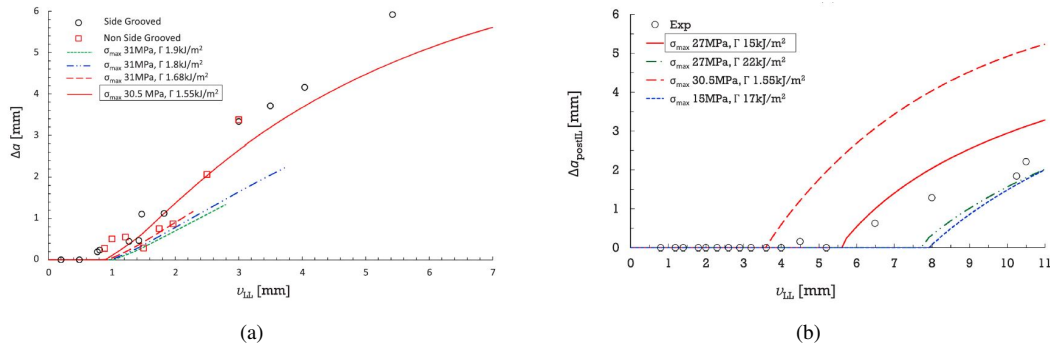 6
5
4
3
2
1
0
Δa [mm]
Side Grooved
Non Side Grooved
σmax 31MPa, Γ 1.9kJ/m²
σmax 31MPa, Γ 1.8kJ/m²
σmax 31MPa, Γ 1.68kJ/m²
σmax 30.5 MPa, Γ 1.55kJ/m²
0 1 2 3 4 5 6 7
υLL [mm]
(a)
6
5
4
3
2
1
0
Δapostll [mm]
Exp
σmax 27MPa, Γ 15kJ/m²
σmax 27MPa, Γ 22kJ/m²
σmax 30.5MPa, Γ 1.55kJ/m²
σmax 15MPa, Γ 17kJ/m²
0 1 2 3 4 5 6 7 8 9 10 11
υLL [mm]
(b)